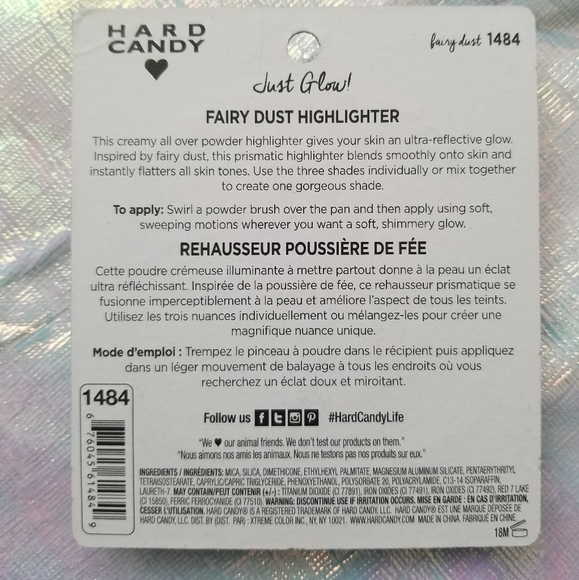 HARD
CANDY
fairy dust 1484
Just Glow!
FAIRY DUST HIGHLIGHTER
This creamy all over powder highlighter gives your skin an ultra-reflective glow.
Inspired by fairy dust, this prismatic highlighter blends smoothly onto skin and
instantly flatters all skin tones. Use the three shades individually or mix together
to create one gorgeous shade.
To apply: Swirl a powder brush over the pan and then apply using soft,
sweeping motions wherever you want a soft, shimmery glow.
REHAUSSEUR POUSSIÈRE DE FÉE
Cette poudre crémeuse illuminante à mettre partout donne à la peau un éclat
ultra réfléchissant. Inspirée de la poussière de fée, ce rehausseur prismatique se
fusionne imperceptiblement à la peau et améliore l'aspect de tous les teints.
Utilisez les trois nuances individuellement ou mélangez-les pour créer une
magnifique nuance unique.
Mode d'emploi : Trempez le pinceau à poudre dans le récipient puis appliquez
dans un léger mouvement de balayage à tous les endroits où vous
recherchez un éclat doux et miroitant.
1484
6 76045 61484 9
Follow us #HardCandyLife
"We ♥ our animal friends. We don't test our products on them."
"Nous aimons nos amis les animaux. Nous ne testons pas nos produits sur eux."
INGREDIENTS / INGRÉDIENTS: MICA, SILICA, DIMETHICONE, ETHYLHEXYL PALMITATE, MAGNESIUM ALUMINUM SILICATE, PENTAERYTHRITYL
TETRAISOSTEARATE, CAPRYLIC/CAPRIC TRIGLYCERIDE, PHENOXYETHANOL, POLYSORBATE 20, POLYACRYLAMIDE, C13-14 ISOPARAFFIN,
LAURETH-7. MAY CONTAIN/PEUT CONTENIR (+/-) : TITANIUM DIOXIDE (CI 77891), IRON OXIDES (CI 77491), IRON OXIDES (CI 77492), RED 7 LAKE
(CI 15850), FERRIC FERROCYANIDE (CI 77510). WARNING: DISCONTINUE USE IF IRRITATION OCCURS. MISE EN GARDE : EN CAS D'IRRITATION,
CESSER L'UTILISATION. HARD CANDY® IS A REGISTERED TRADEMARK OF HARD CANDY, LLC. HARD CANDY® EST UNE MARQUE DÉPOSÉE DE
HARD CANDY, LLC. DIST. BY (DIST. PAR) : XTREME COLOR INC., NY, NY 10021. WWW.HARDCANDY.COM MADE IN CHINA. FABRIQUÉ EN CHINE.
18M